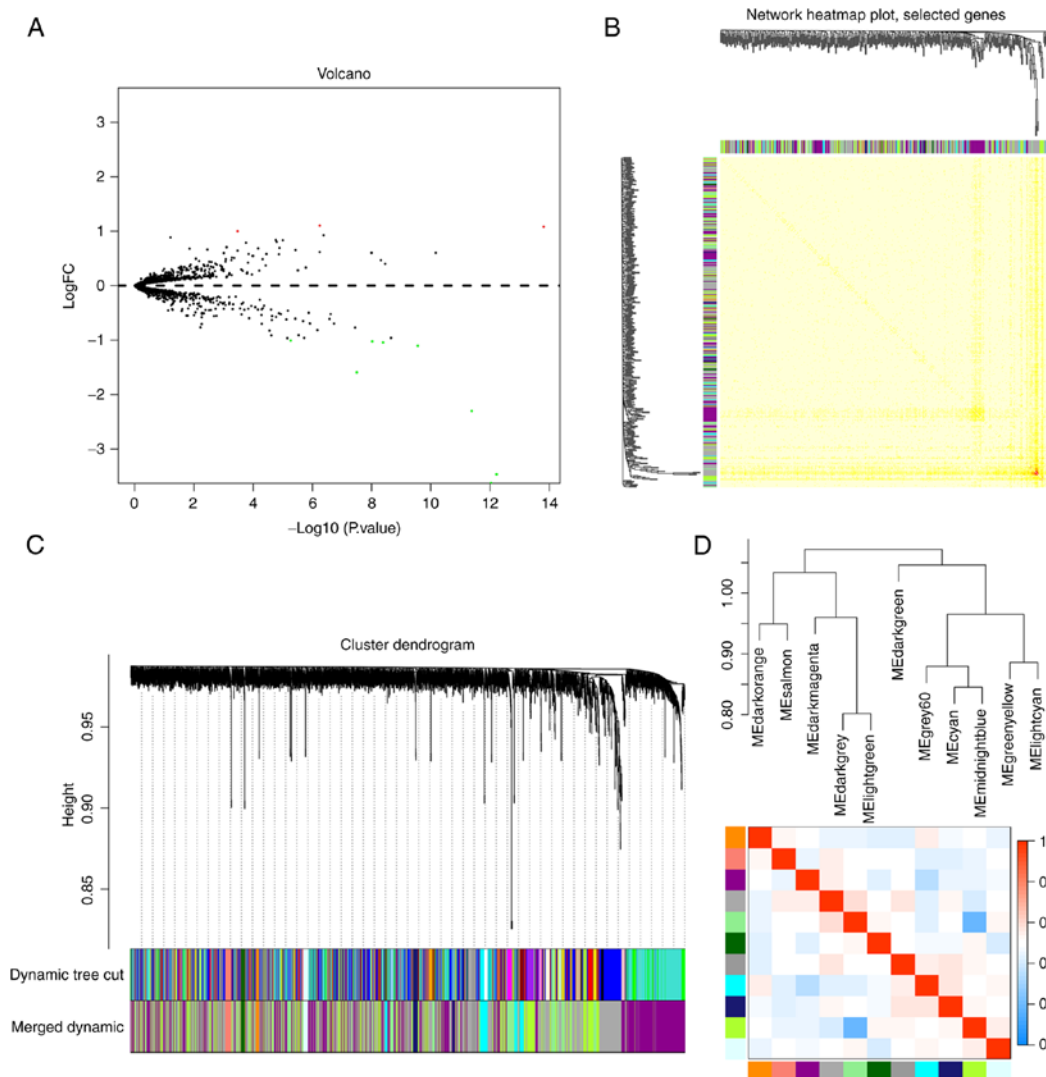 A
Volcano
3
2
1
0
−1
−2
−3
LogFC
0
2
4
6
8
10
12
14
−Log10 (P.value)
B
Network heatmap plot, selected genes
C
Cluster dendrogram
0.95
0.90
0.85
Height
Dynamic tree cut
Merged dynamic
D
1.00
0.90
0.80
MEdarkorange
MEsalmon
MEdarkmagenta
MEdarkgrey
MElightgreen
MEdarkgreen
MEgrey60
MEcyan
MEmidnightblue
MEgreenyellow
MElightcyan
1
0
0
0
0
0